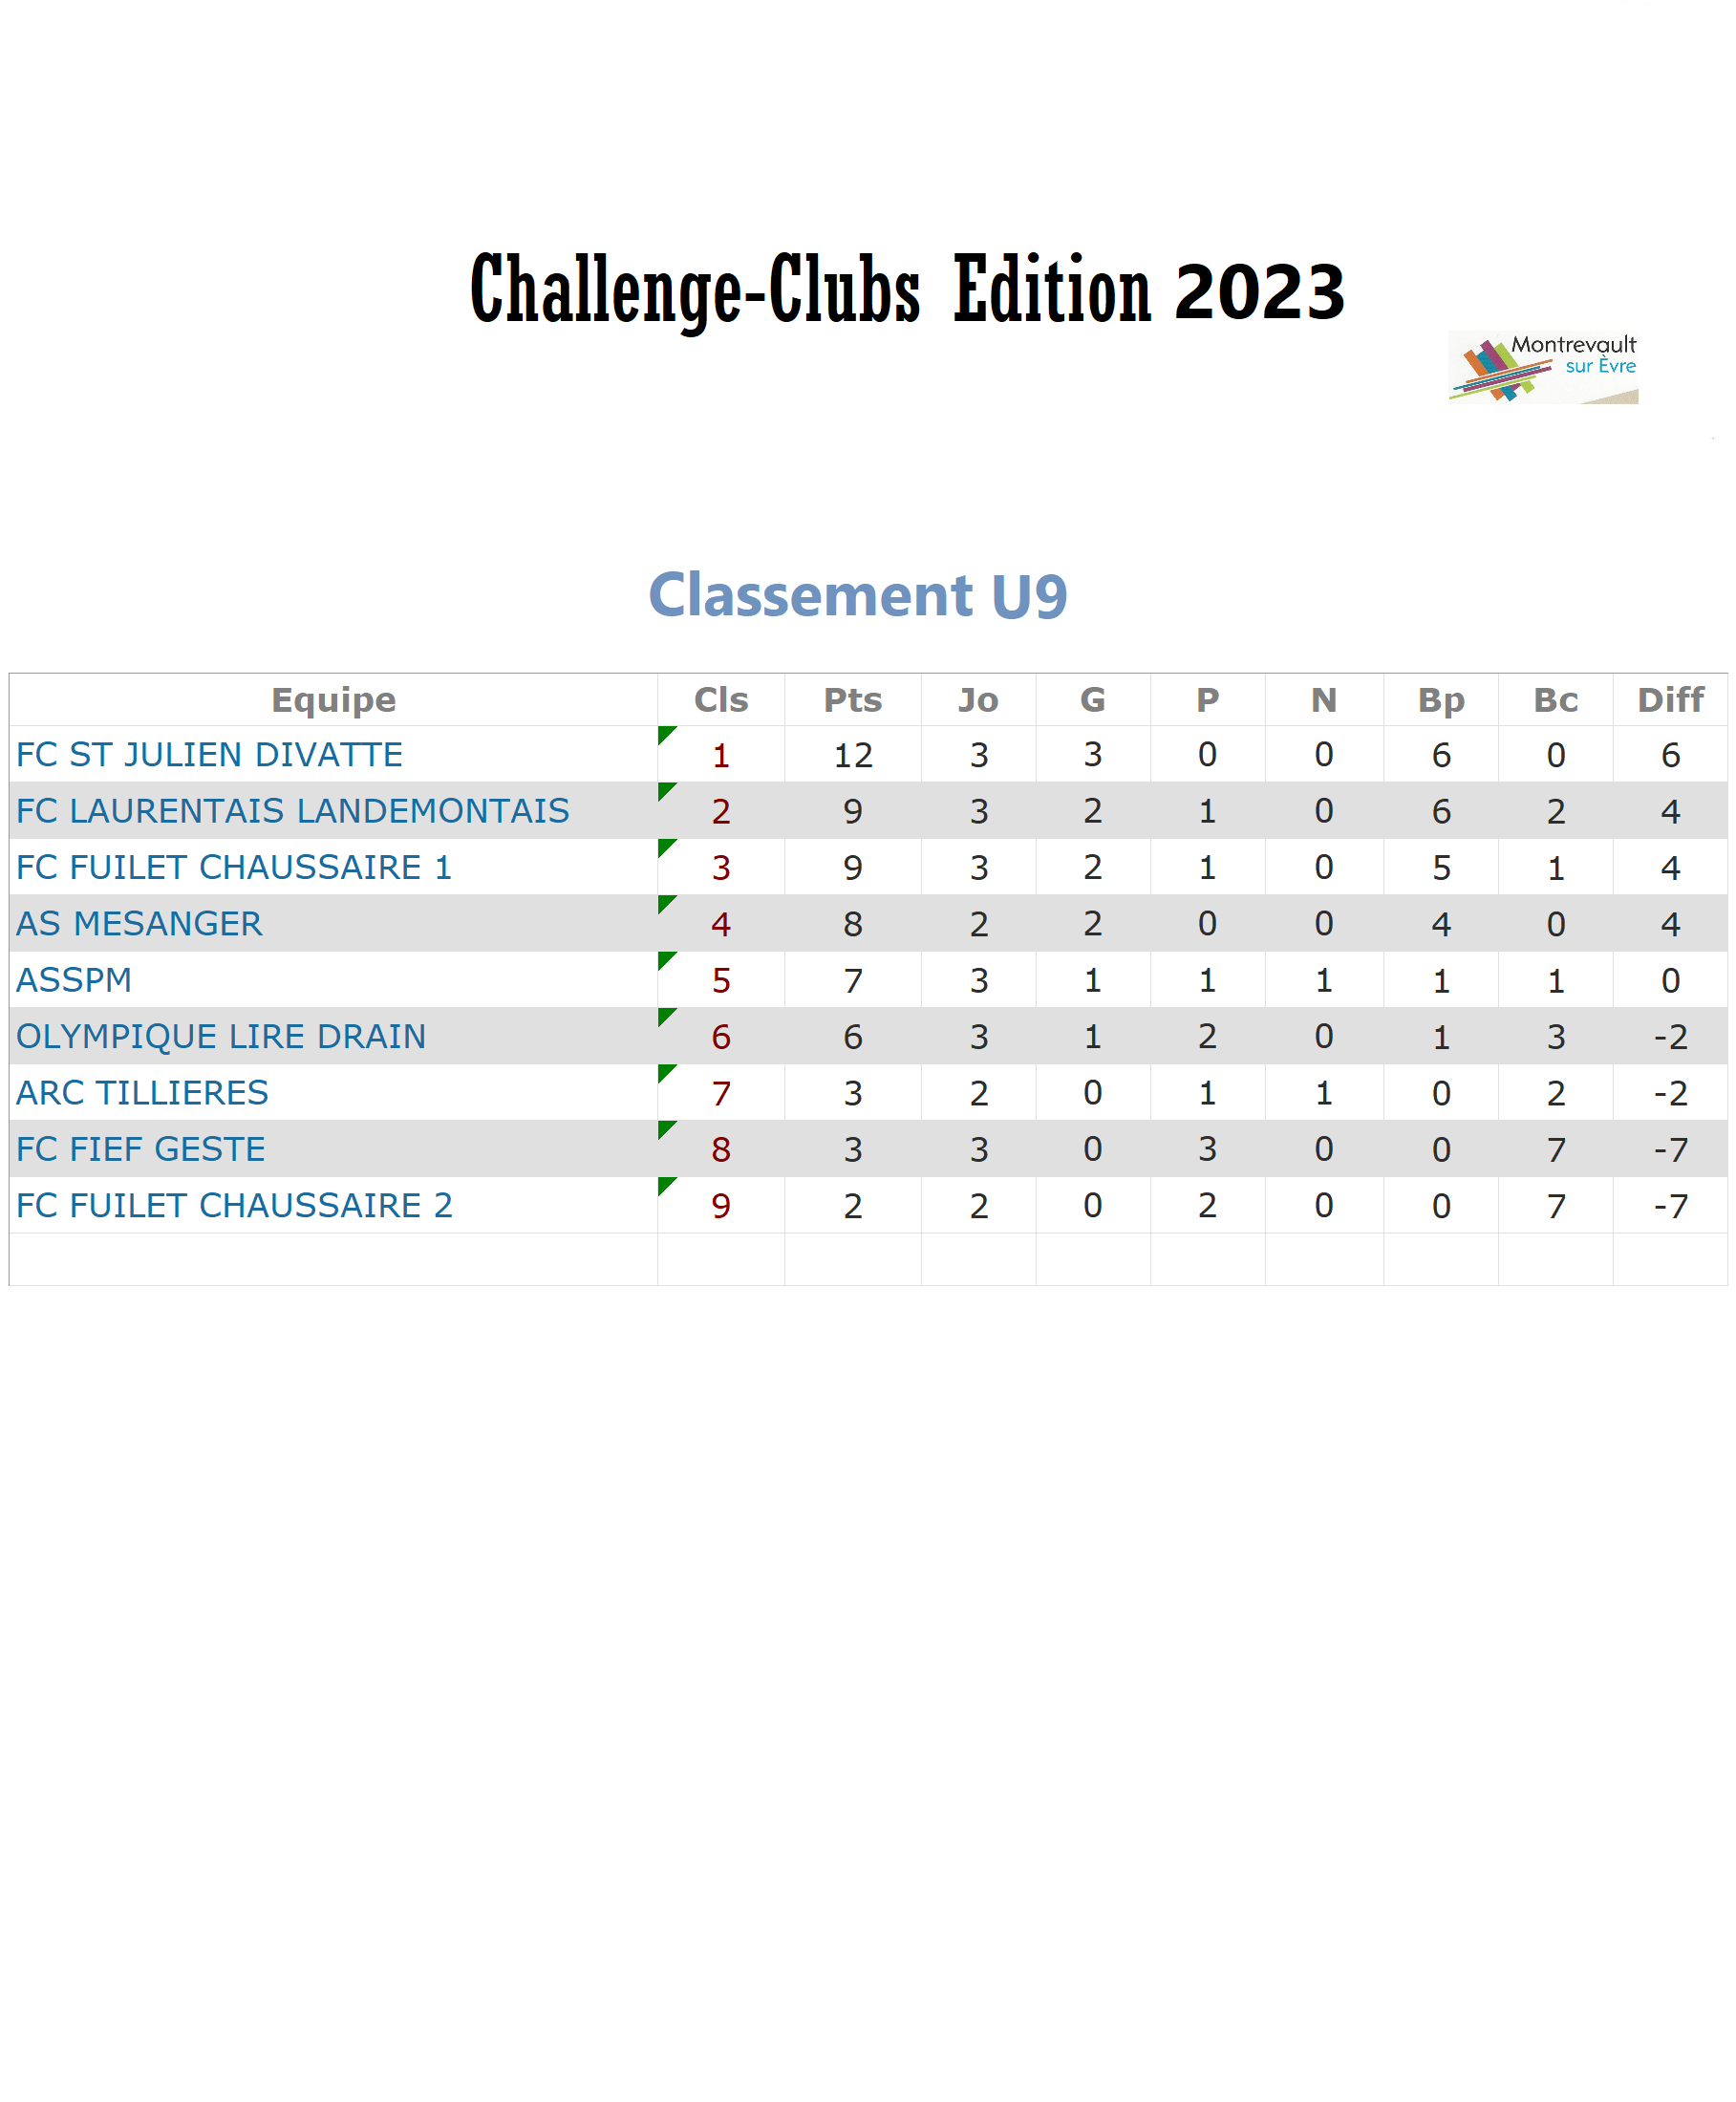 Challenge-Clubs Edition 2023
Montrevault
sur Èvre
Classement U9
Equipe Cls Pts Jo G P N Bp Bc Diff
FC ST JULIEN DIVATTE 1 12 3 3 0 0 6 0 6
FC LAURENTAIS LANDEMONTAIS 2 9 3 2 1 0 6 2 4
FC FUILET CHAUSSAIRE 1 3 9 3 2 1 0 5 1 4
AS MESANGER 4 8 2 2 0 0 4 0 4
ASSPM 5 7 3 1 1 1 1 1 0
OLYMPIQUE LIRE DRAIN 6 6 3 1 2 0 1 3 -2
ARC TILLIERES 7 3 2 0 1 1 0 2 -2
FC FIEF GESTE 8 3 3 0 3 0 0 7 -7
FC FUILET CHAUSSAIRE 2 9 2 2 0 2 0 0 7 -7